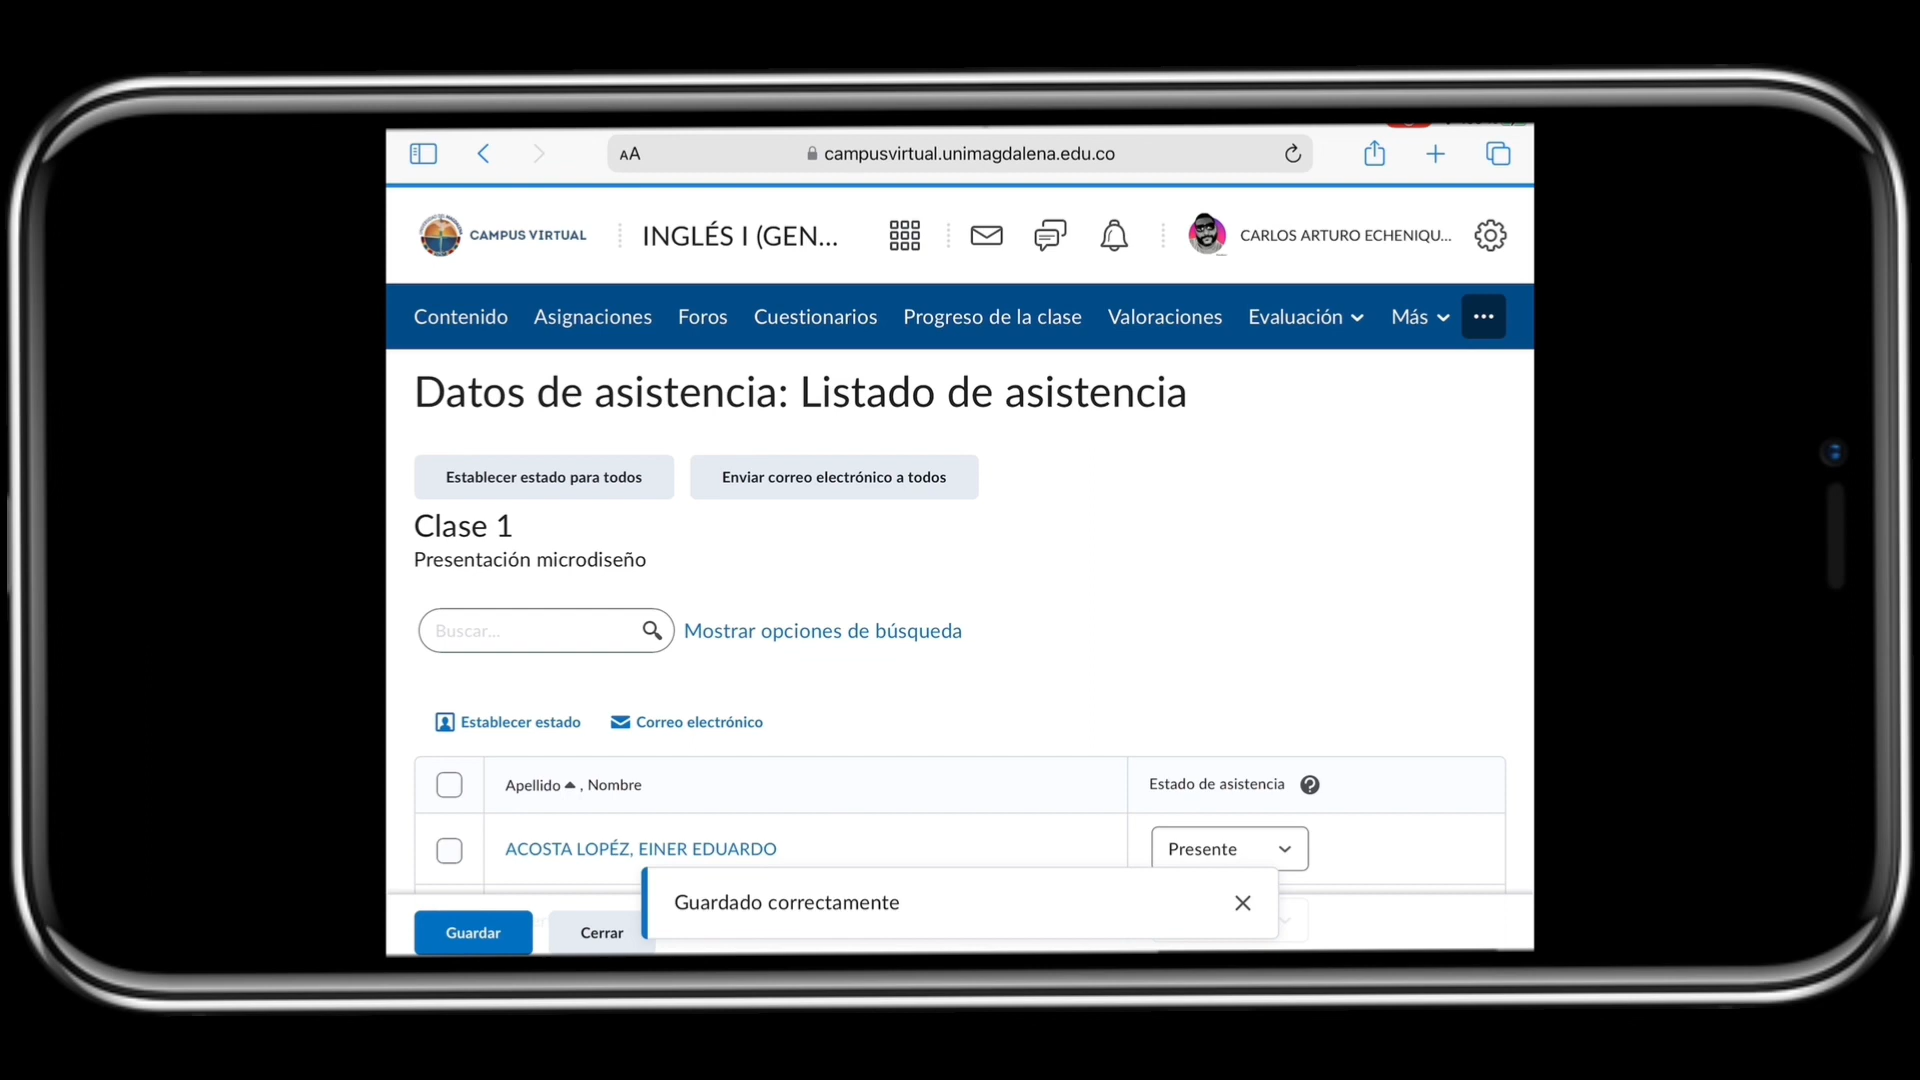 AA campusvirtual.unimagdalena.edu.co
CAMPUS VIRTUAL INGLÉS I (GEN... CARLOS ARTURO ECHENIQU...
Contenido Asignaciones Foros Cuestionarios Progreso de la clase Valoraciones Evaluación Más
Datos de asistencia: Listado de asistencia
Establecer estado para todos Enviar correo electrónico a todos
Clase 1
Presentación microdiseño
Buscar... Mostrar opciones de búsqueda
Establecer estado Correo electrónico
Apellido , Nombre Estado de asistencia
ACOSTA LOPÉZ, EINER EDUARDO Presente
Guardado correctamente
Guardar Cerrar